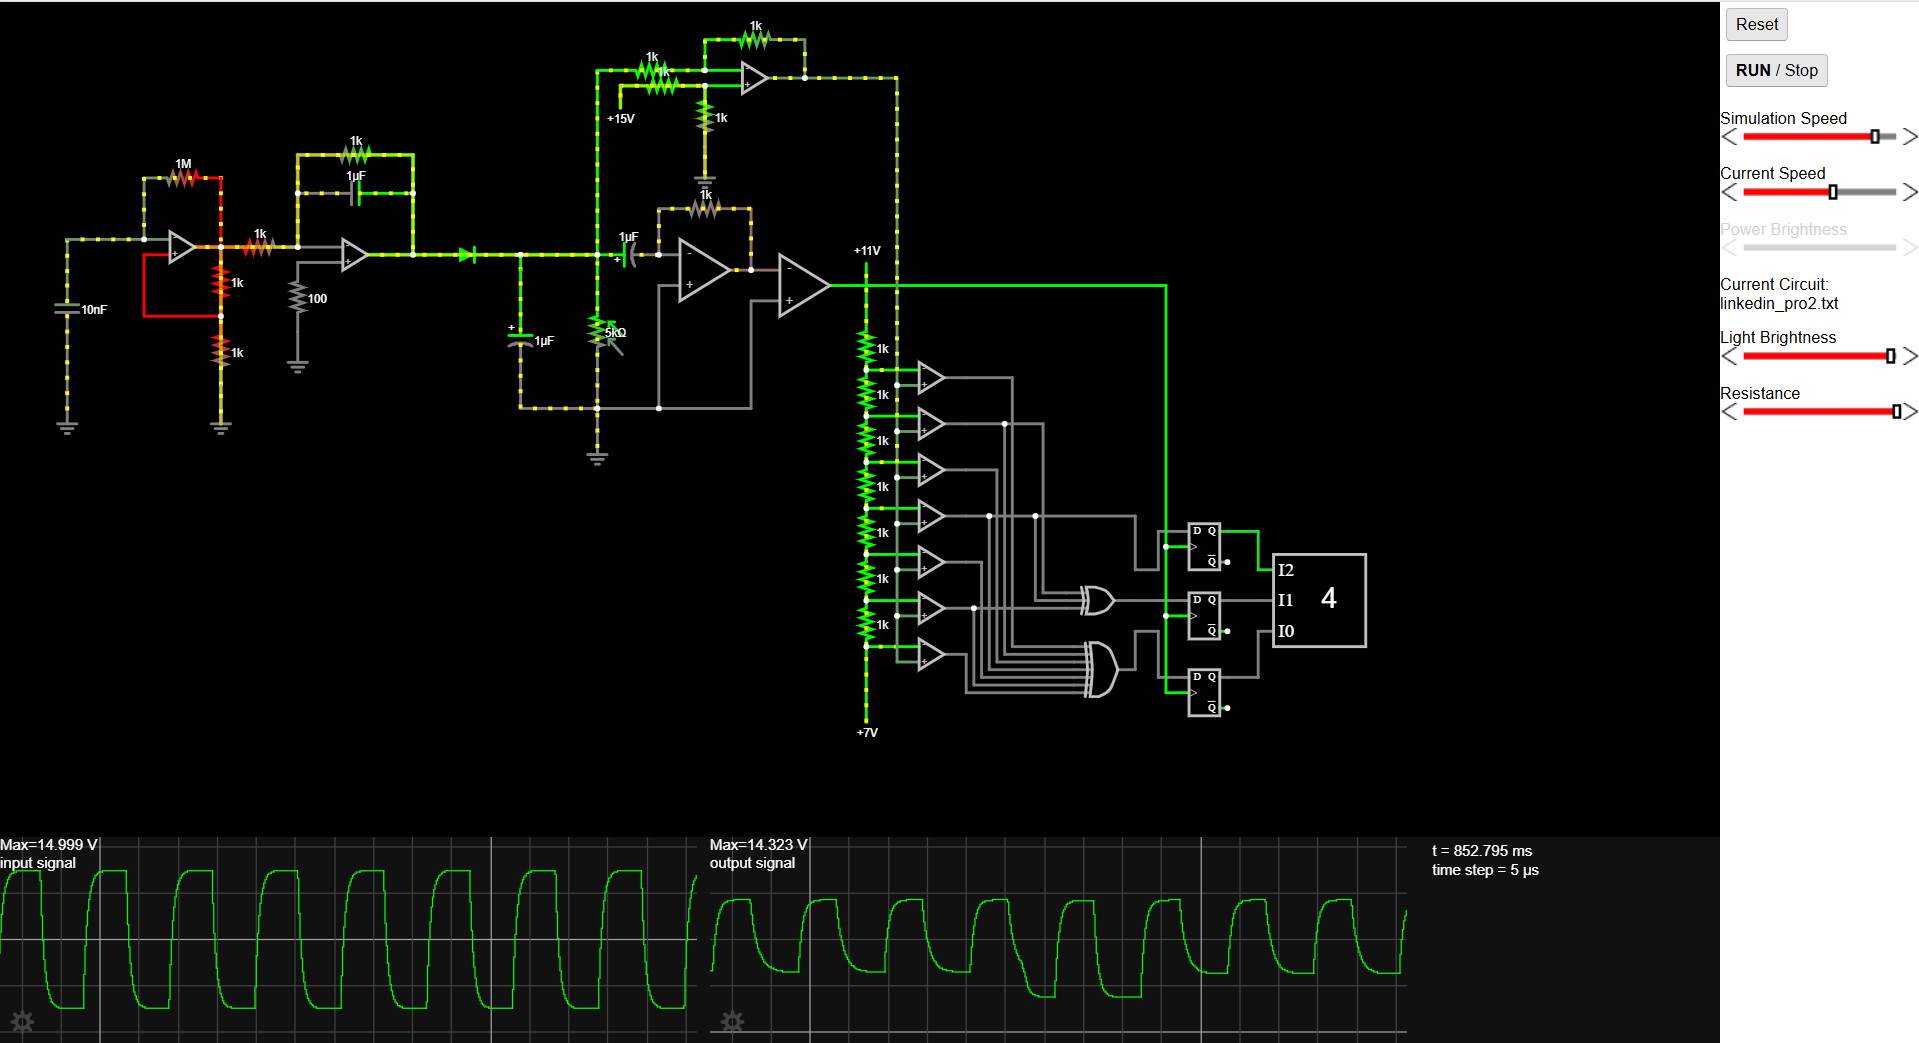 Reset
RUN / Stop
Simulation Speed
Current Speed
Power Brightness
Current Circuit:
linkedin_pro2.txt
Light Brightness
Resistance
1k
1k
1k
+15V
1k
1k
1M
1µF
1k
1k
1µF
1k
100
10nF
1k
+
1µF
+
5kΩ
1k
-
+
-
+
+11V
1k
1k
1k
1k
1k
1k
1k
+7V
D Q
Q
D Q
Q
D Q
Q
I2
I1
I0
4
Max=14.999 V
input signal
Max=14.323 V
output signal
t = 852.795 ms
time step = 5 µs